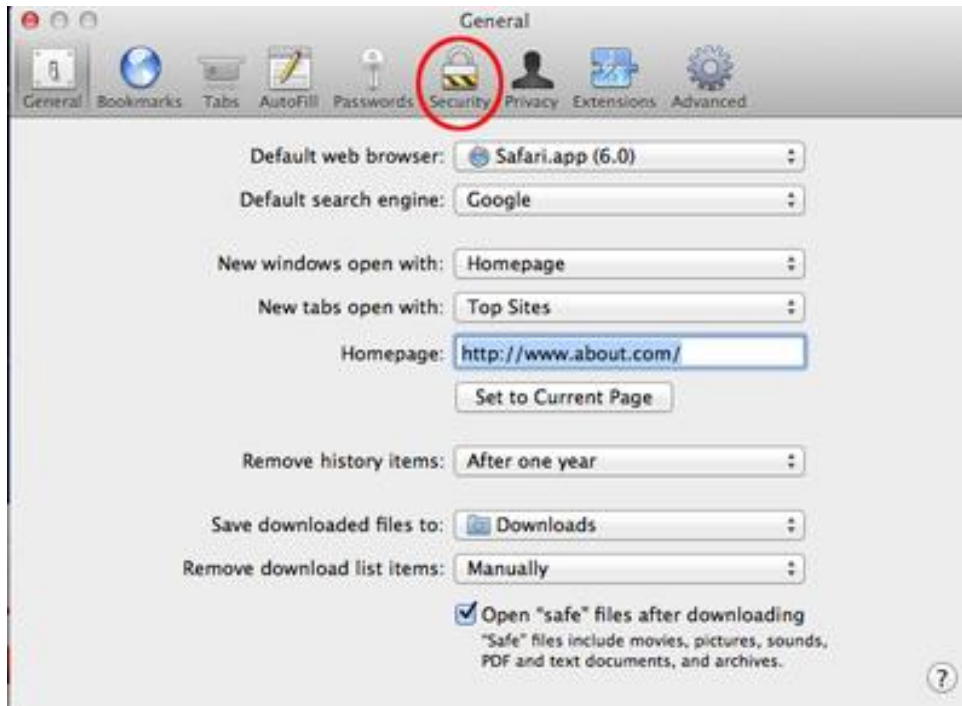 General
General Bookmarks Tabs AutoFill Passwords Security Privacy Extensions Advanced
Default web browser: Safari.app (6.0)
Default search engine: Google
New windows open with: Homepage
New tabs open with: Top Sites
Homepage: http://www.about.com/
Set to Current Page
Remove history items: After one year
Save downloaded files to: Downloads
Remove download list items: Manually
Open “safe” files after downloading
“Safe” files include movies, pictures, sounds,
PDF and text documents, and archives.
?